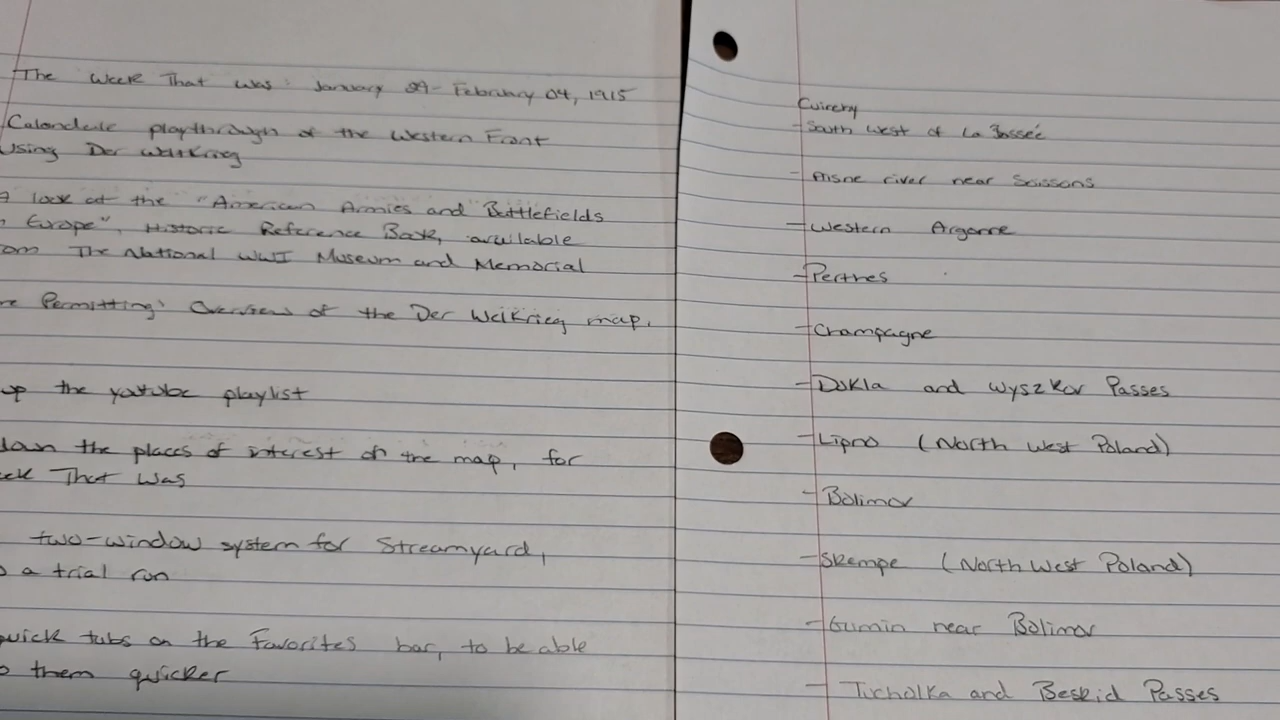 The Week That Was: January 29- February 04, 1915
playthrough of the Western Front
Using Der Weltkrieg
A look at the "American Armies and Battlefields
Europe", Historic Reference Book, available
om The National WWI Museum and Memorial
Permitting: Overview of the Der Weltkrieg map.
up the youtube playlist
down the places of interest on the map, for
eek That Was
two-window system for Streamyard,
o a trial run
quick tabs on the Favorites bar, to be able
o them quicker
Cuinchy
- South West of La Bassée
- Aisne river near Soissons
- Western Argonne
- Perthes
- Champagne
- Dukla and Wyszkov Passes
- Lipno (North West Poland)
- Bolimov
- Skempe (North West Poland)
- Gumin near Bolimov
- Tucholka and Beskid Passes